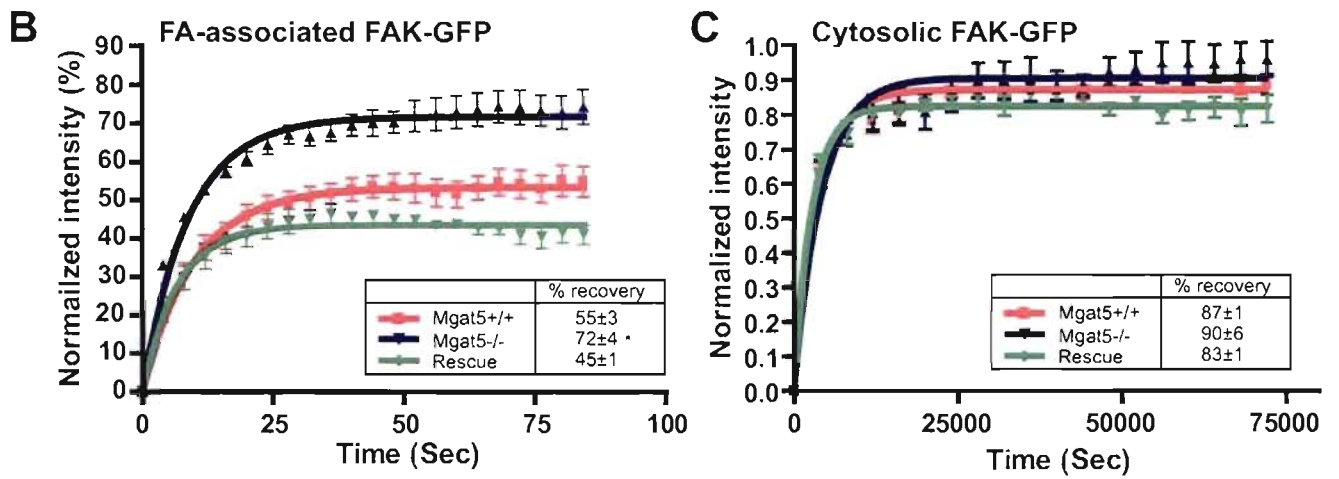 B FA-associated FAK-GFP
Normailzed intensity (%)
90
80
70
60
50
40
30
20
10
0
0 25 50 75 100
Time (Sec)
% recovery
Mgat5+/+ 55±3
Mgat5-/- 72±4 *
Rescue 45±1
C Cytosolic FAK-GFP
Normalized intensity
1.0
0.9
0.8
0.7
0.6
0.5
0.4
0.3
0.2
0.1
0.0
0 25000 50000 75000
Time (Sec)
% recovery
Mgat5+/+ 87±1
Mgat5-/- 90±6
Rescue 83±1